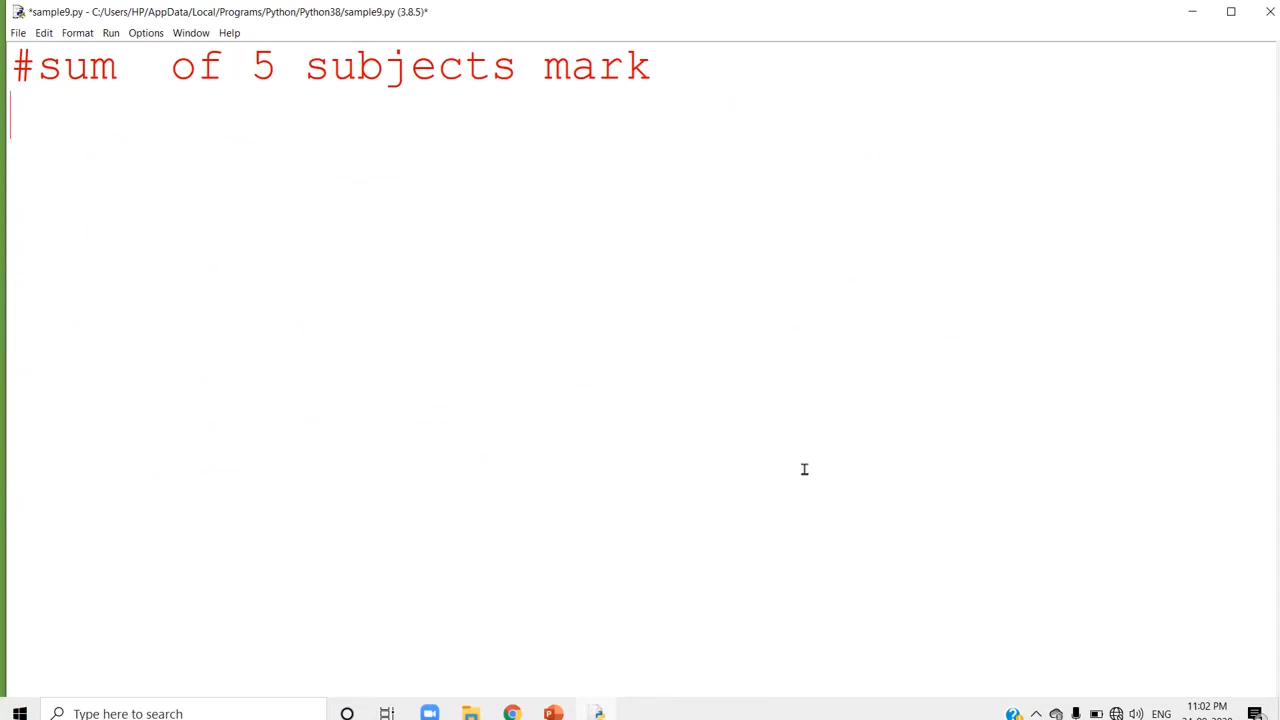 *sample9.py - C:/Users/HP/AppData/Local/Programs/Python/Python38/sample9.py (3.8.5)*
File Edit Format Run Options Window Help
#sum  of 5 subjects mark
Type here to search
ENG
11:02 PM